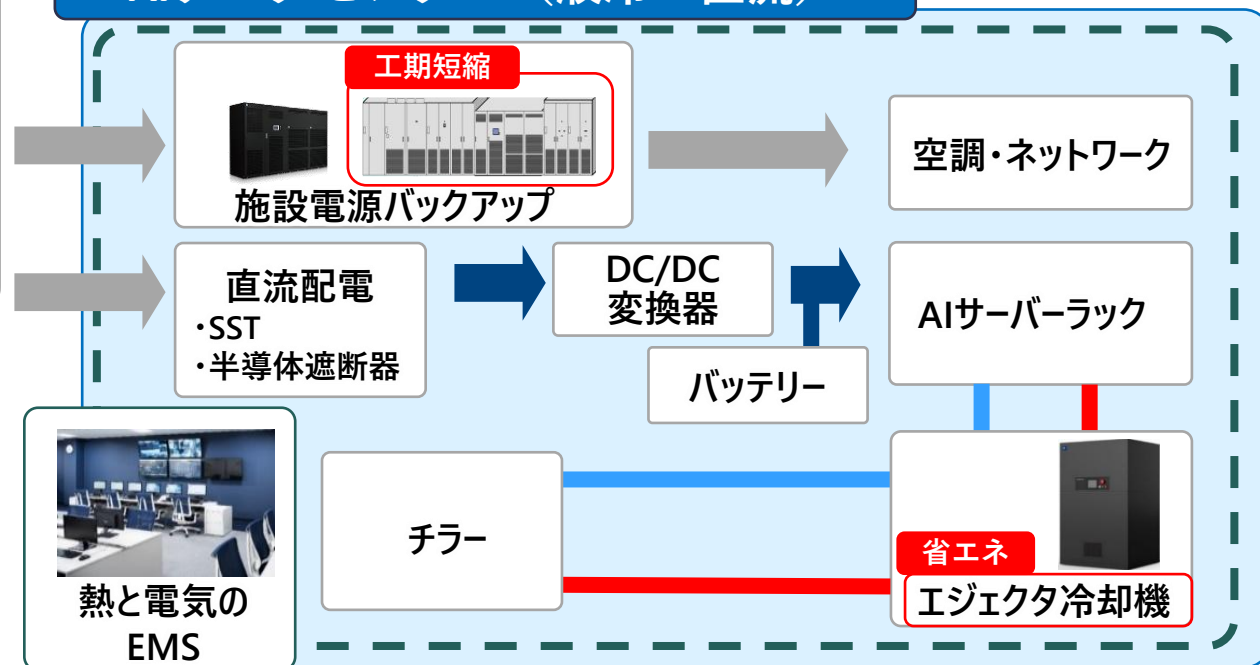 工期短縮
施設電源バックアップ
空調・ネットワーク
直流配電
・SST
・半導体遮断器
DC/DC
変換器
バッテリー
AIサーバーラック
熱と電気の
EMS
チラー
省エネ
エジェクタ冷却機